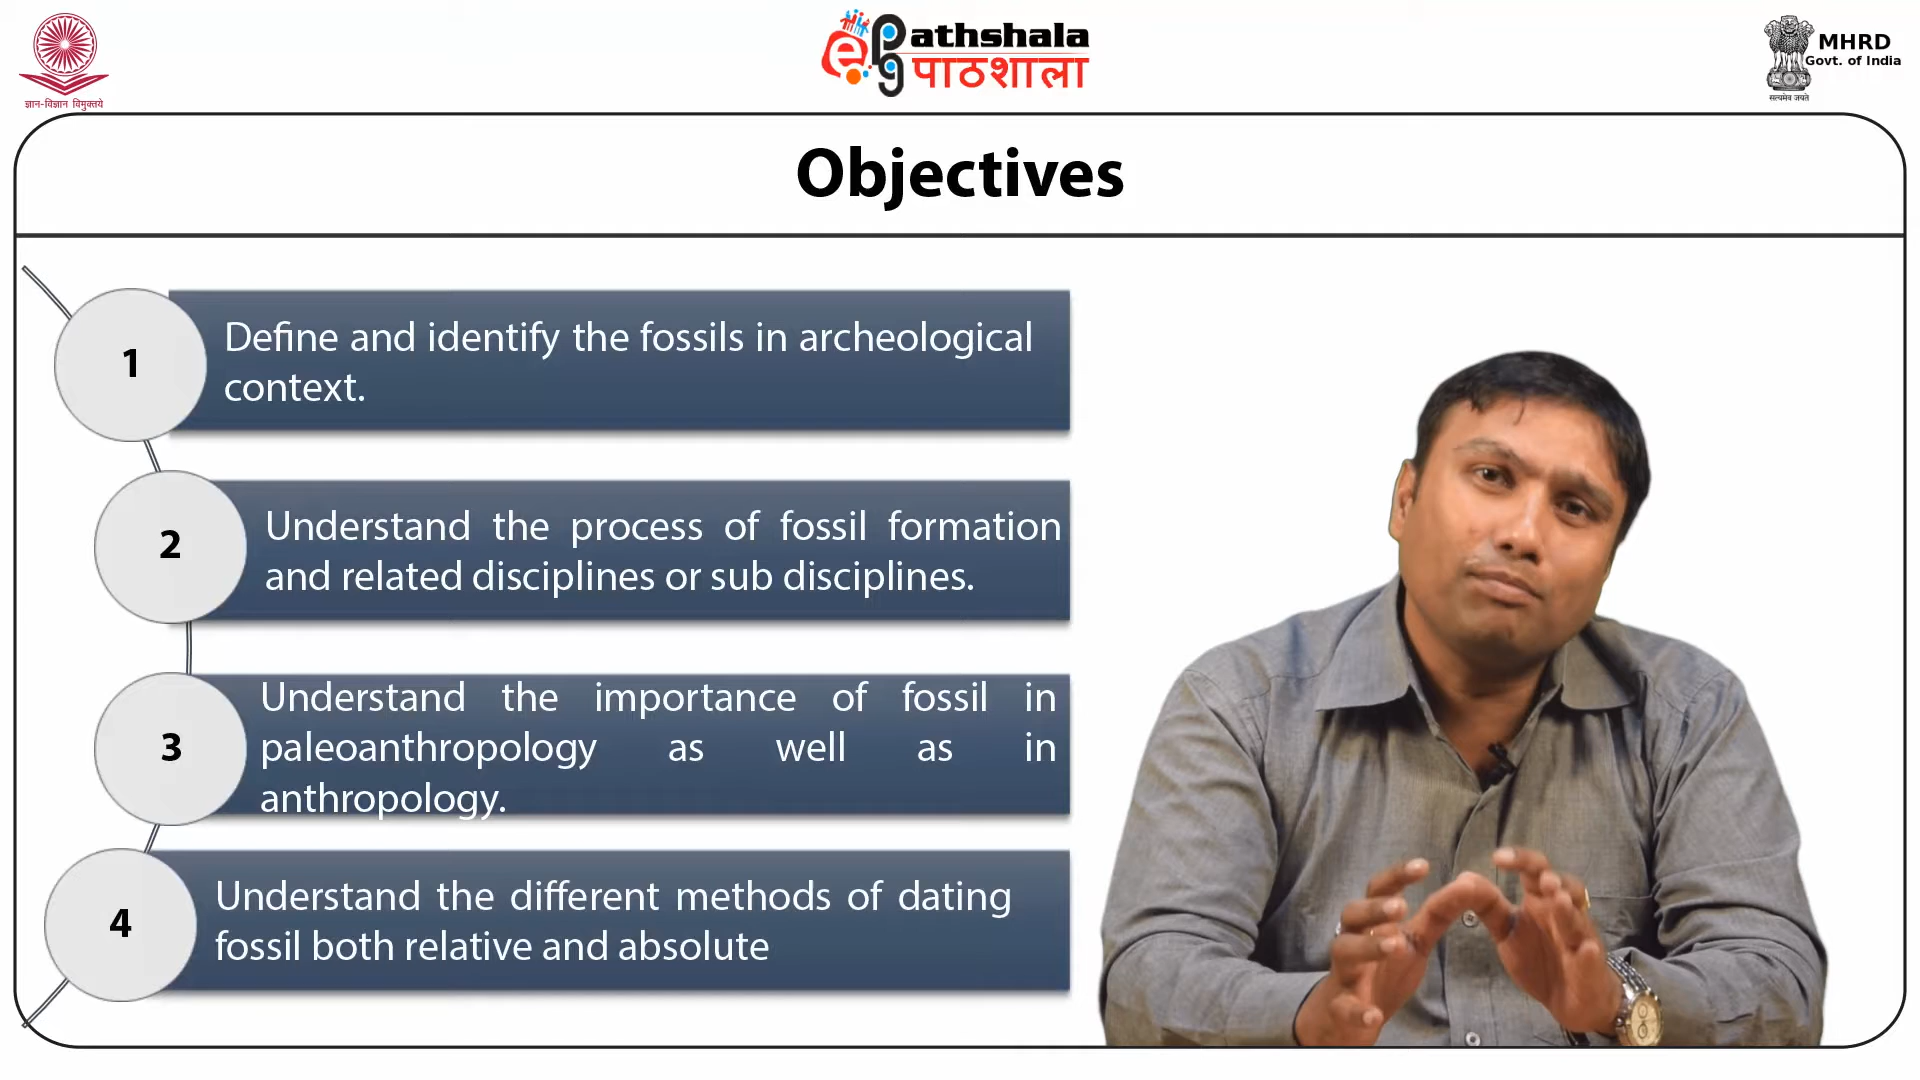 ज्ञान-विज्ञान विमुक्तये
ePathshala
पाठशाला
MHRD
Govt. of India
सत्यमेव जयते
Objectives
1
Define and identify the fossils in archeological
context.
2
Understand the process of fossil formation
and related disciplines or sub disciplines.
3
Understand the importance of fossil in
paleoanthropology as well as in
anthropology.
4
Understand the different methods of dating
fossil both relative and absolute